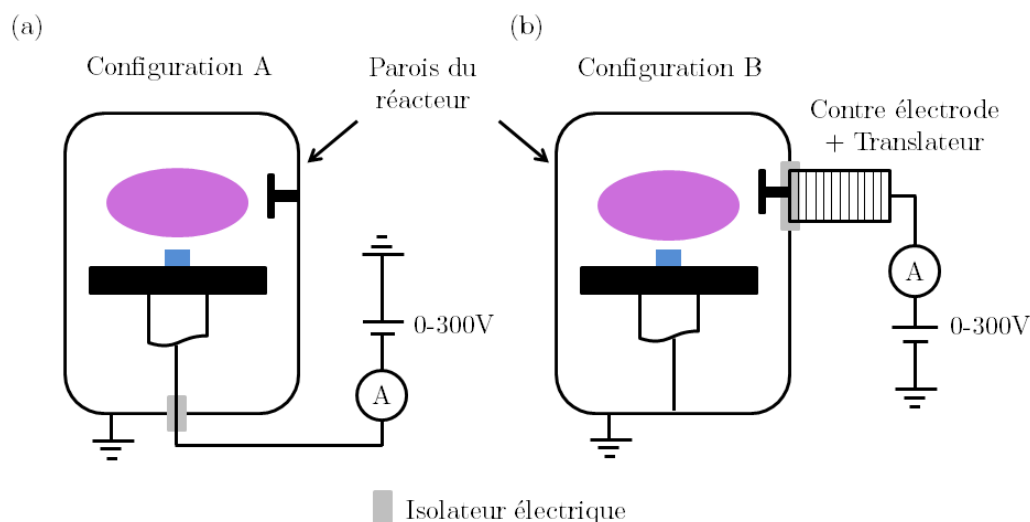 (a)
Configuration A
Parois du
réacteur
A
0-300V
(b)
Configuration B
Contre électrode
+ Translateur
A
0-300V
Isolateur électrique